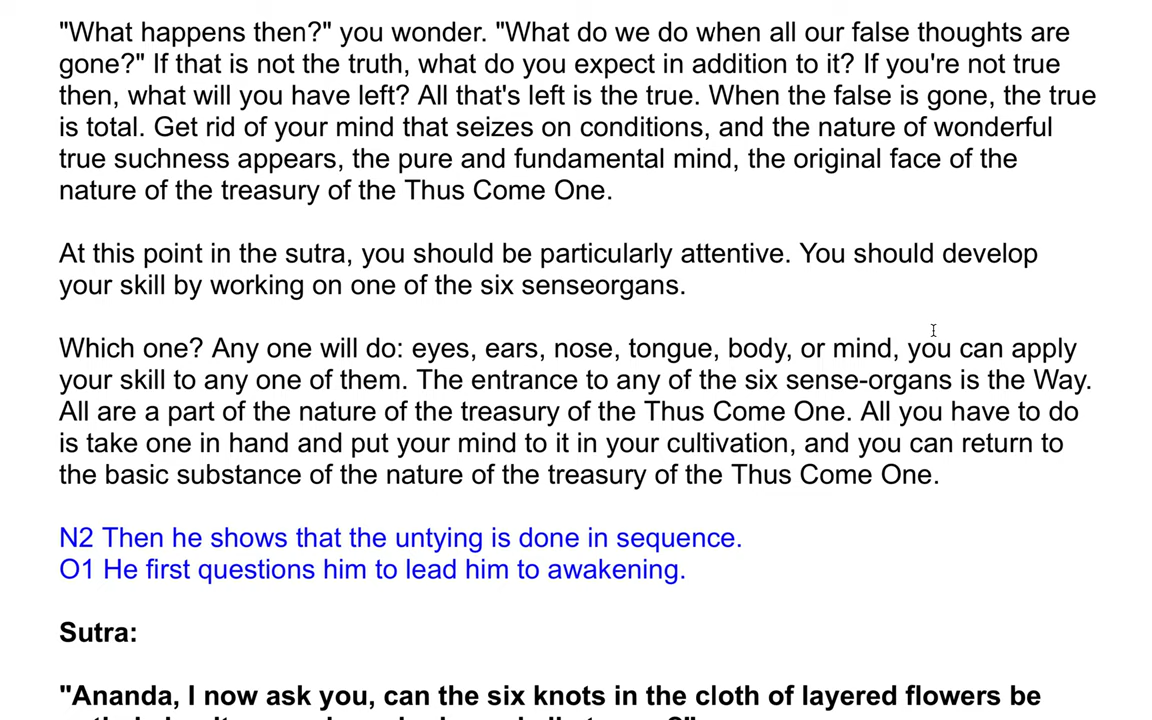 "What happens then?" you wonder. "What do we do when all our false thoughts are
gone?" If that is not the truth, what do you expect in addition to it? If you're not true
then, what will you have left? All that's left is the true. When the false is gone, the true
is total. Get rid of your mind that seizes on conditions, and the nature of wonderful
true suchness appears, the pure and fundamental mind, the original face of the
nature of the treasury of the Thus Come One.
At this point in the sutra, you should be particularly attentive. You should develop
your skill by working on one of the six senseorgans.
Which one? Any one will do: eyes, ears, nose, tongue, body, or mind, you can apply
your skill to any one of them. The entrance to any of the six sense-organs is the Way.
All are a part of the nature of the treasury of the Thus Come One. All you have to do
is take one in hand and put your mind to it in your cultivation, and you can return to
the basic substance of the nature of the treasury of the Thus Come One.
N2 Then he shows that the untying is done in sequence.
O1 He first questions him to lead him to awakening.
Sutra:
"Ananda, I now ask you, can the six knots in the cloth of layered flowers be